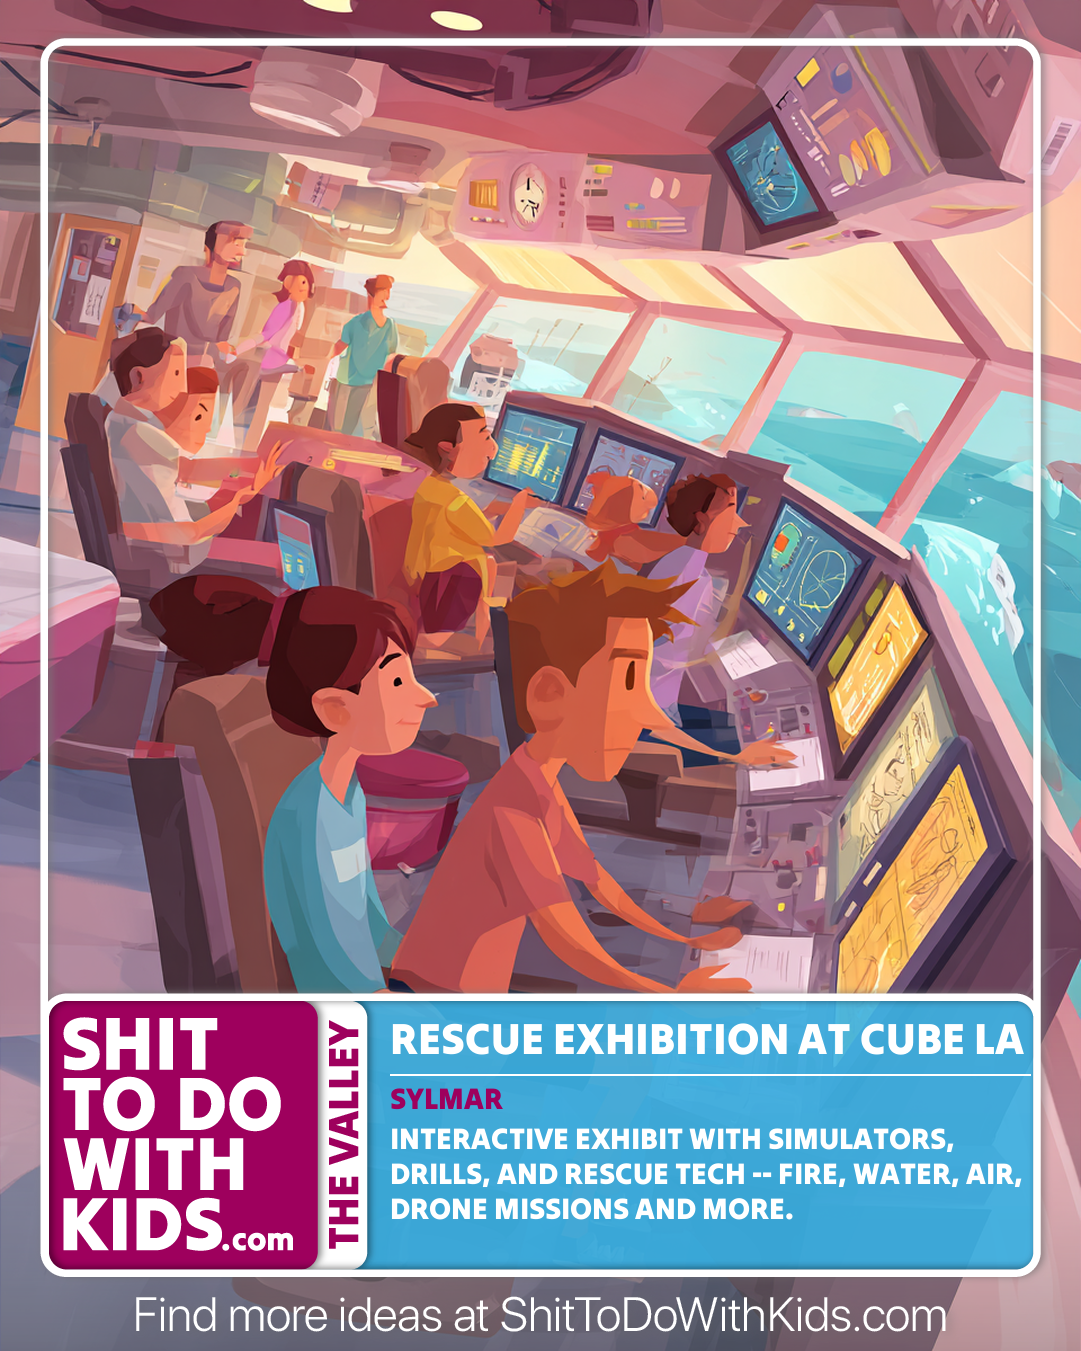 SHIT
TO DO
WITH
KIDS.com
THE VALLEY
RESCUE EXHIBITION AT CUBE LA
SYLMAR
INTERACTIVE EXHIBIT WITH SIMULATORS,
DRILLS, AND RESCUE TECH -- FIRE, WATER, AIR,
DRONE MISSIONS AND MORE.
Find more ideas at ShitToDoWithKids.com